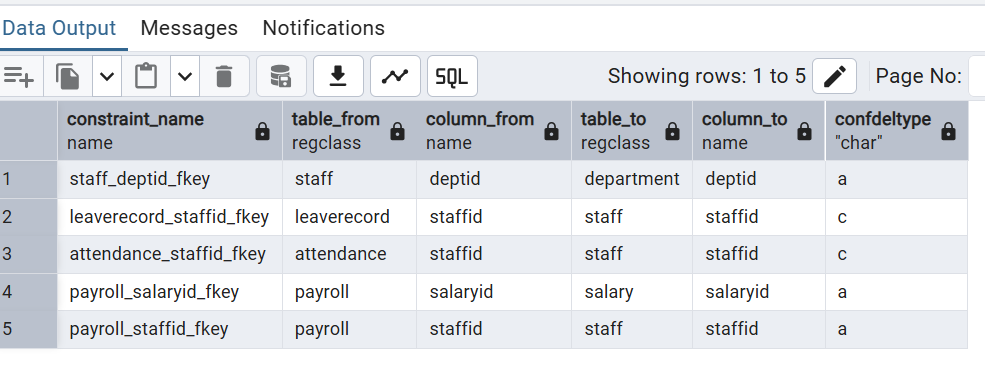 Data Output Messages Notifications
SQL Showing rows: 1 to 5 Page No:
constraint_name table_from column_from table_to column_to confdeltype
name regclass name regclass name "char"
1 staff_deptid_fkey staff deptid department deptid a
2 leaverecord_staffid_fkey leaverecord staffid staff staffid c
3 attendance_staffid_fkey attendance staffid staff staffid c
4 payroll_salaryid_fkey payroll salaryid salary salaryid a
5 payroll_staffid_fkey payroll staffid staff staffid a